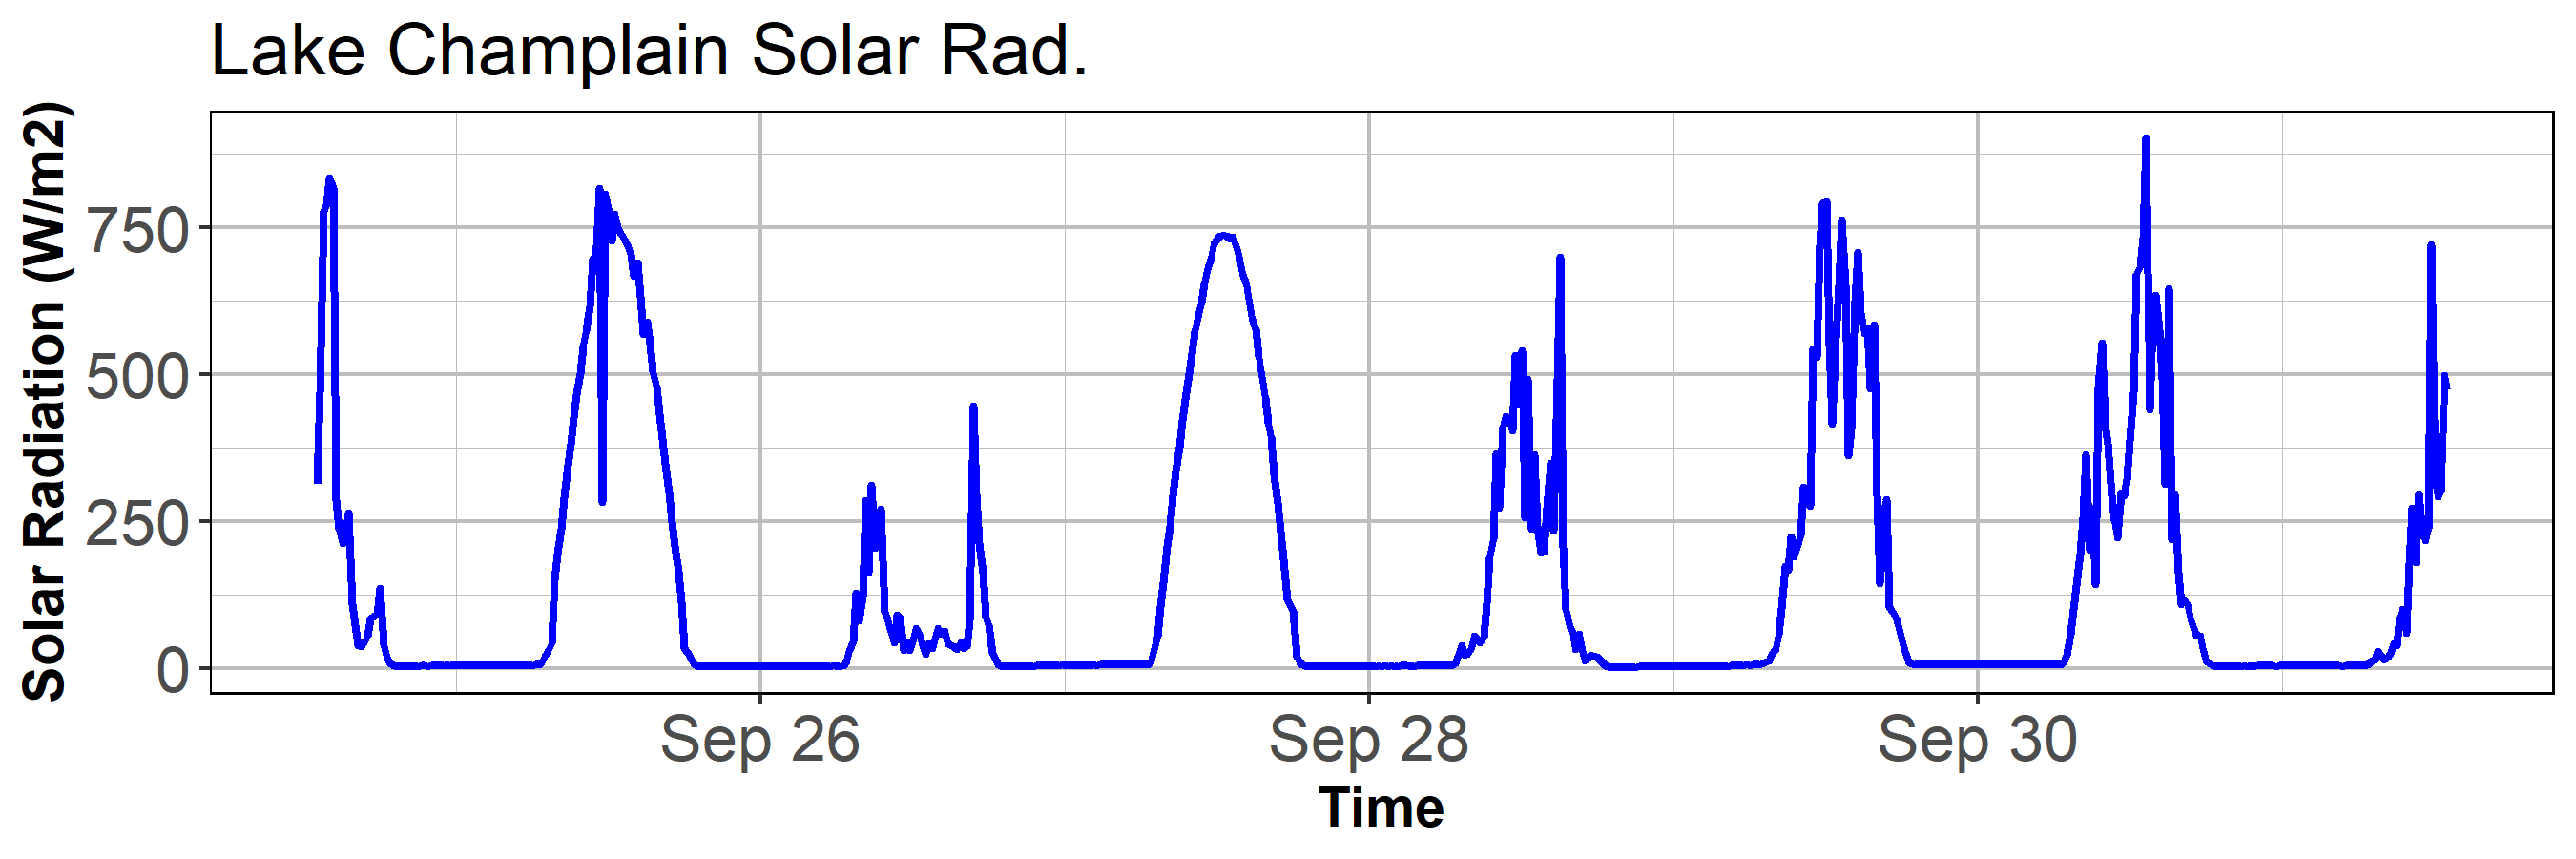 Lake Champlain Solar Rad.
Solar Radiation (W/m2)
750
500
250
0
Sep 26
Sep 28
Sep 30
Time